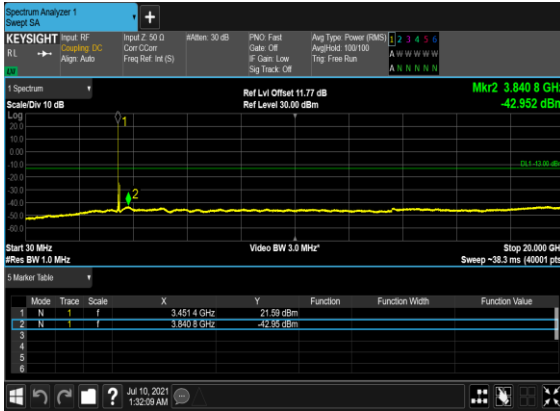 Spectrum Analyzer 1
Swept SA
+
KEYSIGHT
RL
Input: RF
Coupling: DC
Align: Auto
Input Z: 50 Ω
Corr CCorr
Freq Ref: Int (S)
#Atten: 30 dB
PNO: Fast
Gate: Off
IF Gain: Low
Sig Track: Off
Avg Type: Power (RMS)
Avg|Hold: 100/100
Trig: Free Run
1 2 3 4 5 6
A W W W W W
A N N N N N
1 Spectrum
Scale/Div 10 dB
Ref Lvl Offset 11.77 dB
Ref Level 30.00 dBm
Mkr2 3.840 8 GHz
-42.952 dBm
Log
20.0
10.0
0.00
-10.0
-20.0
-30.0
-40.0
-50.0
-60.0
1
2
DL1 -13.00 dBm
Start 30 MHz
#Res BW 1.0 MHz
Video BW 3.0 MHz*
Stop 20.000 GH
Sweep ~38.3 ms (40001 pts
5 Marker Table
Mode Trace Scale X Y Function Function Width Function Value
1 N 1 f 3.451 4 GHz 21.59 dBm
2 N 1 f 3.840 8 GHz -42.95 dBm
3
4
5
6
?
Jul 10, 2021
1:32:09 AM